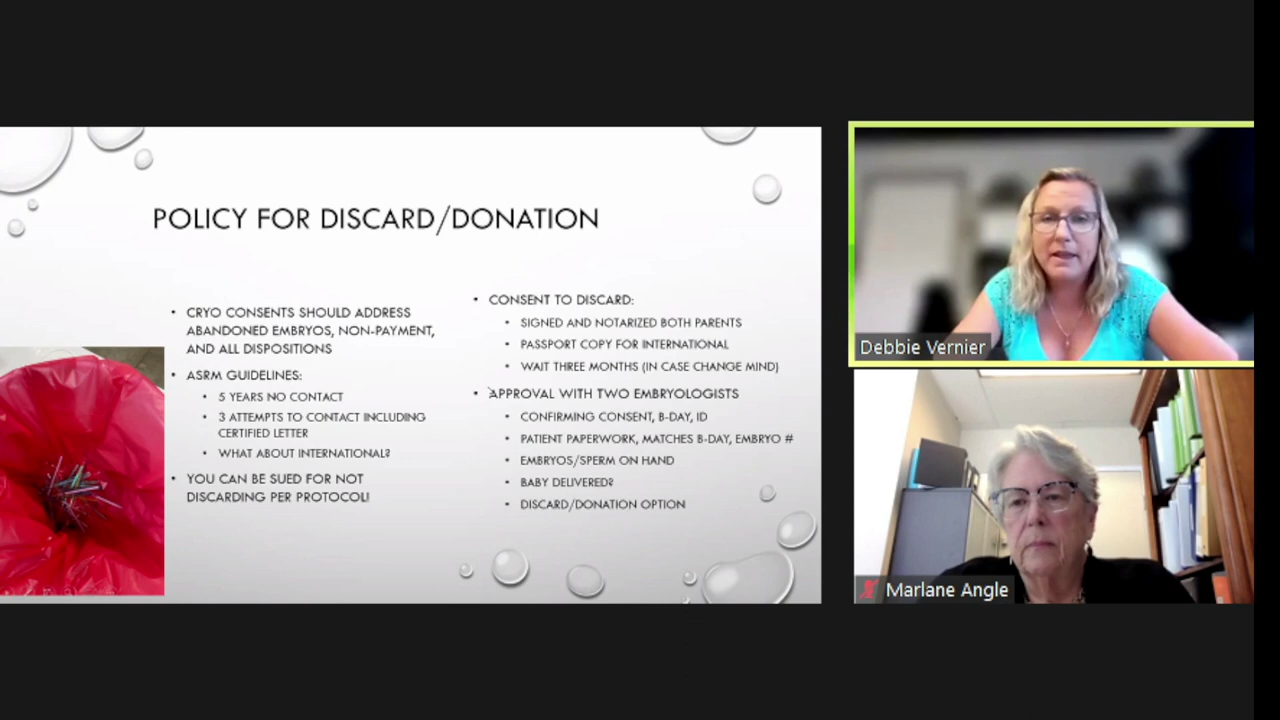 POLICY FOR DISCARD/DONATION
• CRYO CONSENTS SHOULD ADDRESS
ABANDONED EMBRYOS, NON-PAYMENT,
AND ALL DISPOSITIONS
• ASRM GUIDELINES:
• 5 YEARS NO CONTACT
• 3 ATTEMPTS TO CONTACT INCLUDING
CERTIFIED LETTER
• WHAT ABOUT INTERNATIONAL?
• YOU CAN BE SUED FOR NOT
DISCARDING PER PROTOCOL!
• CONSENT TO DISCARD:
• SIGNED AND NOTARIZED BOTH PARENTS
• PASSPORT COPY FOR INTERNATIONAL
• WAIT THREE MONTHS (IN CASE CHANGE MIND)
• APPROVAL WITH TWO EMBRYOLOGISTS
• CONFIRMING CONSENT, B-DAY, ID
• PATIENT PAPERWORK, MATCHES B-DAY, EMBRYO #
• EMBRYOS/SPERM ON HAND
• BABY DELIVERED?
• DISCARD/DONATION OPTION
Debbie Vernier
Marlane Angle